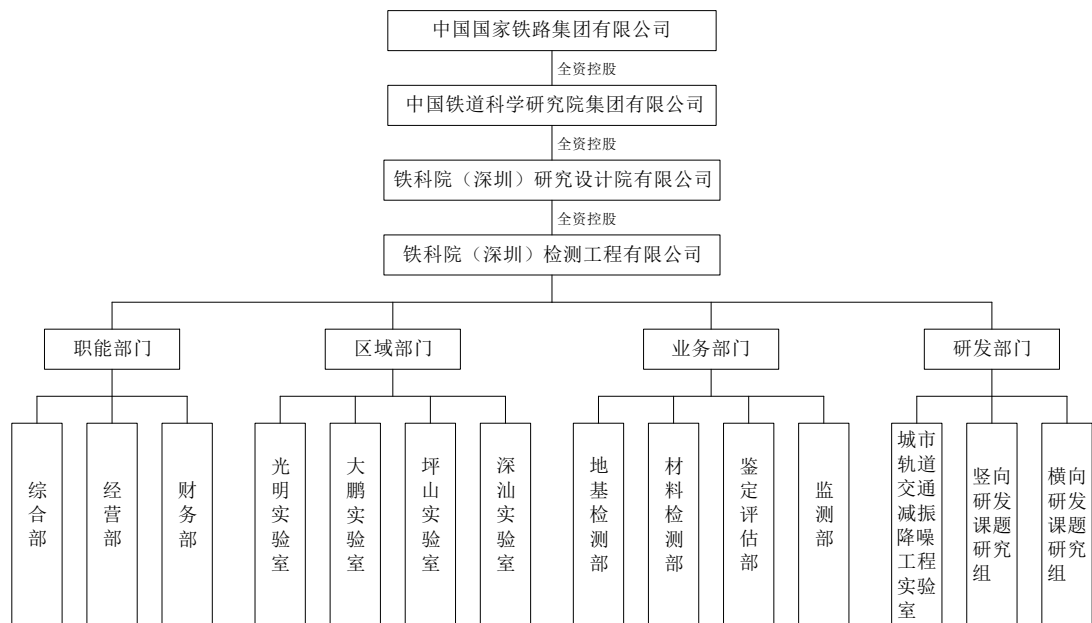 中国国家铁路集团有限公司
全资控股
中国铁道科学研究院集团有限公司
全资控股
铁科院（深圳）研究设计院有限公司
全资控股
铁科院（深圳）检测工程有限公司
职能部门
区域部门
业务部门
研发部门
综合部
经营部
财务部
光明实验室
大鹏实验室
坪山实验室
深汕实验室
地基检测部
材料检测部
鉴定评估部
监测部
城市
轨道
交通
减振
降噪
工程
实验
室
竖向
研发
课题
研究
组
横向
研发
课题
研究
组